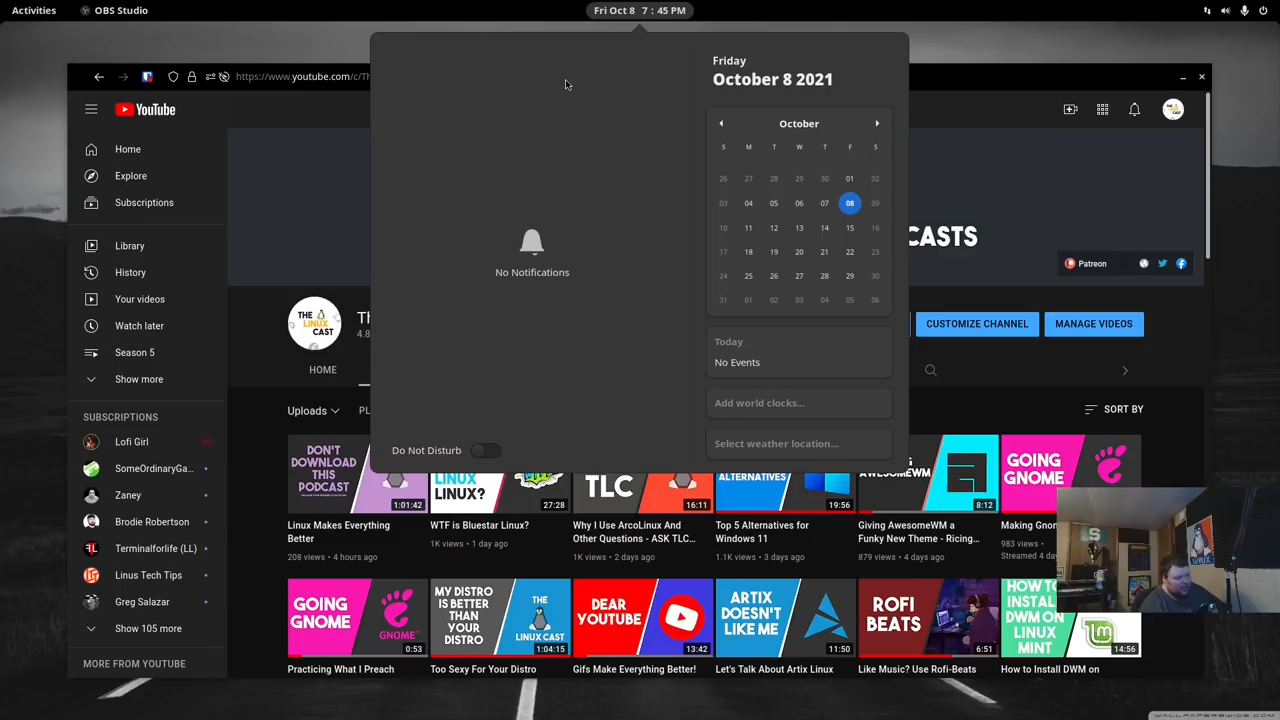 Activities
OBS Studio
Fri Oct 8 7 : 45 PM
https://www.youtube.com/c/Th
YouTube
Home
Explore
Subscriptions
Library
History
Your videos
Watch later
Season 5
Show more
SUBSCRIPTIONS
Lofi Girl
SomeOrdinaryGa...
Zaney
Brodie Robertson
Terminalforlife (LL)
Linus Tech Tips
Greg Salazar
Show 105 more
MORE FROM YOUTUBE
No Notifications
Do Not Disturb
Friday
October 8 2021
October
S M T W T F S
26 27 28 29 30 01 02
03 04 05 06 07 08 09
10 11 12 13 14 15 16
17 18 19 20 21 22 23
24 25 26 27 28 29 30
31 01 02 03 04 05 06
Today
No Events
Add world clocks...
Select weather location...
CASTS
Patreon
THE
LINUX
CAST
Th
4.8
CUSTOMIZE CHANNEL
MANAGE VIDEOS
HOME
Uploads
PL
SORT BY
DON'T
DOWNLOAD
THIS
PODCAST
1:01:42
LINUX
LINUX?
27:28
TLC
16:11
ALTERNATIVES
19:56
AWESOMEWM
8:12
GOING
GNOME
Linux Makes Everything
Better
208 views • 4 hours ago
WTF is Bluestar Linux?
1K views • 1 day ago
Why I Use ArcoLinux And
Other Questions - ASK TLC...
1K views • 2 days ago
Top 5 Alternatives for
Windows 11
1.1K views • 3 days ago
Giving AwesomeWM a
Funky New Theme - Ricing...
879 views • 4 days ago
Making Gnom
983 views
Streamed 4 da
S
LINUX
GOING
GNOME
GNOME
0:53
MY DISTRO
IS BETTER
THAN
YOUR
DISTRO
THE
LINUX
CAST
1:04:15
DEAR
YOUTUBE
13:42
ARTIX
DOESN'T
LIKE ME
11:50
ROFI
BEATS
6:51
HOW TO
INSTALL
DWM ON
LINUX
MINT
14:56
Practicing What I Preach
Too Sexy For Your Distro
Gifs Make Everything Better!
Let's Talk About Artix Linux
Like Music? Use Rofi-Beats
How to Install DWM on